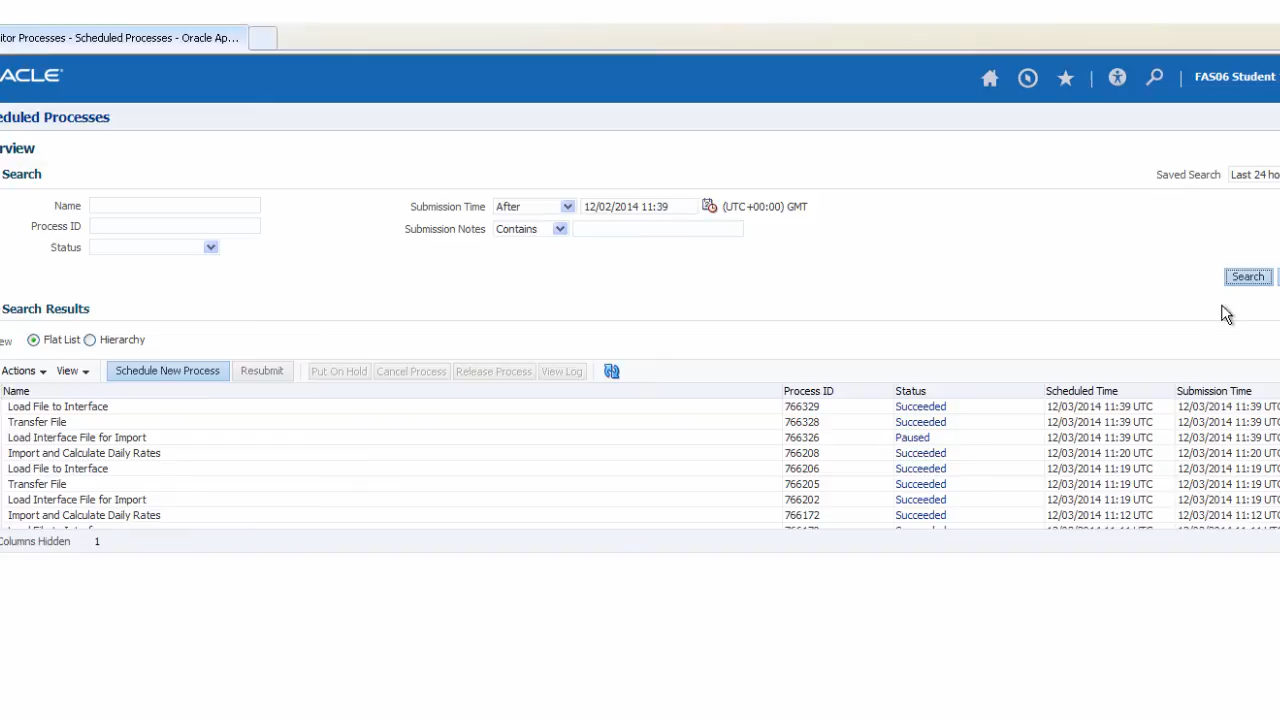 itor Processes - Scheduled Processes - Oracle Ap...
ACLE
FAS06 Student
eduled Processes
rview
Search
Saved Search Last 24 ho
Name
Submission Time After 12/02/2014 11:39 (UTC+00:00) GMT
Process ID
Submission Notes Contains
Status
Search
Search Results
ew Flat List Hierarchy
Actions View Schedule New Process Resubmit Put On Hold Cancel Process Release Process View Log
Name Process ID Status Scheduled Time Submission Time
Load File to Interface 766329 Succeeded 12/03/2014 11:39 UTC 12/03/2014 11:39 UTC
Transfer File 766328 Succeeded 12/03/2014 11:39 UTC 12/03/2014 11:39 UTC
Load Interface File for Import 766326 Paused 12/03/2014 11:39 UTC 12/03/2014 11:39 UTC
Import and Calculate Daily Rates 766208 Succeeded 12/03/2014 11:20 UTC 12/03/2014 11:20 UTC
Load File to Interface 766206 Succeeded 12/03/2014 11:19 UTC 12/03/2014 11:19 UTC
Transfer File 766205 Succeeded 12/03/2014 11:19 UTC 12/03/2014 11:19 UTC
Load Interface File for Import 766202 Succeeded 12/03/2014 11:19 UTC 12/03/2014 11:19 UTC
Import and Calculate Daily Rates 766172 Succeeded 12/03/2014 11:12 UTC 12/03/2014 11:12 UTC
Columns Hidden 1